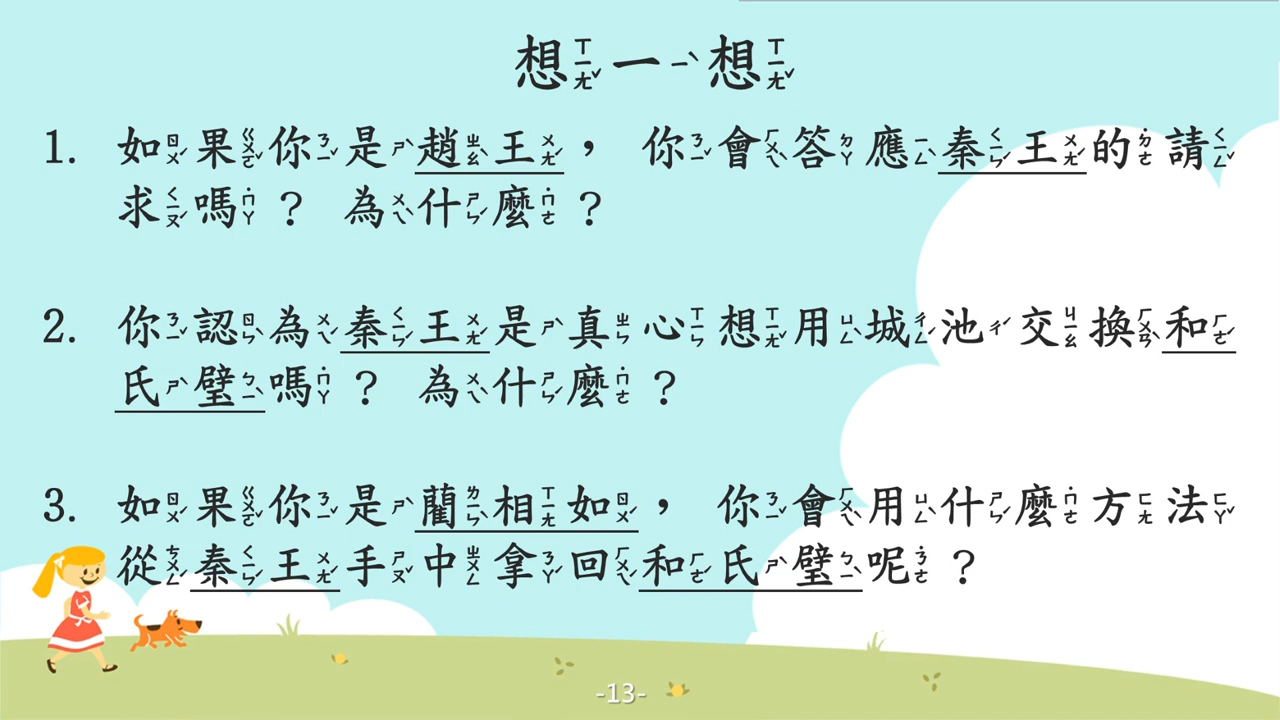 想一想
1. 如果你是趙王，你會答應秦王的請
求嗎？為什麼？
2. 你認為秦王是真心想用城池交換和
氏璧嗎？為什麼？
3. 如果你是藺相如，你會用什麼方法
從秦王手中拿回和氏璧呢？
-13-